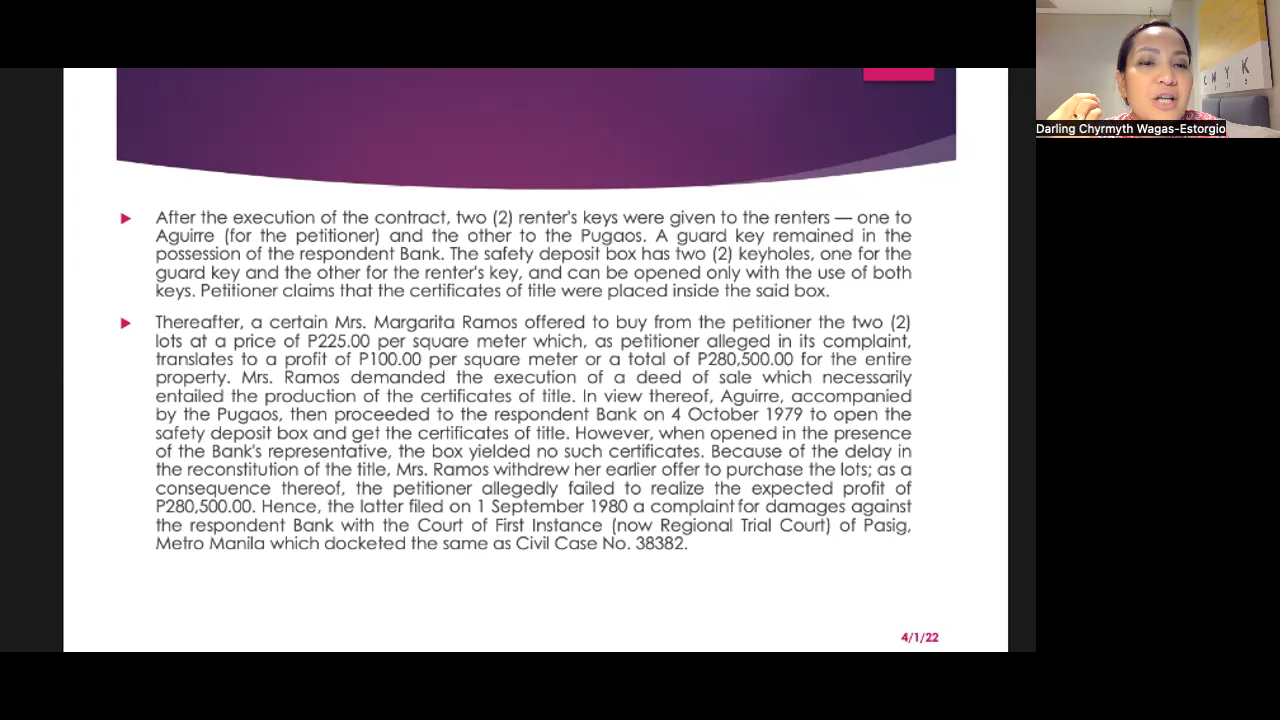 C M Y K
Darling Chyrmyth Wagas-Estorgio
After the execution of the contract, two (2) renter's keys were given to the renters — one to
Aguirre (for the petitioner) and the other to the Pugaos. A guard key remained in the
possession of the respondent Bank. The safety deposit box has two (2) keyholes, one for the
guard key and the other for the renter's key, and can be opened only with the use of both
keys. Petitioner claims that the certificates of title were placed inside the said box.
Thereafter, a certain Mrs. Margarita Ramos offered to buy from the petitioner the two (2)
lots at a price of P225.00 per square meter which, as petitioner alleged in its complaint,
translates to a profit of P100.00 per square meter or a total of P280,500.00 for the entire
property. Mrs. Ramos demanded the execution of a deed of sale which necessarily
entailed the production of the certificates of title. In view thereof, Aguirre, accompanied
by the Pugaos, then proceeded to the respondent Bank on 4 October 1979 to open the
safety deposit box and get the certificates of title. However, when opened in the presence
of the Bank's representative, the box yielded no such certificates. Because of the delay in
the reconstitution of the title, Mrs. Ramos withdrew her earlier offer to purchase the lots; as a
consequence thereof, the petitioner allegedly failed to realize the expected profit of
P280,500.00. Hence, the latter filed on 1 September 1980 a complaint for damages against
the respondent Bank with the Court of First Instance (now Regional Trial Court) of Pasig,
Metro Manila which docketed the same as Civil Case No. 38382.
4/1/22